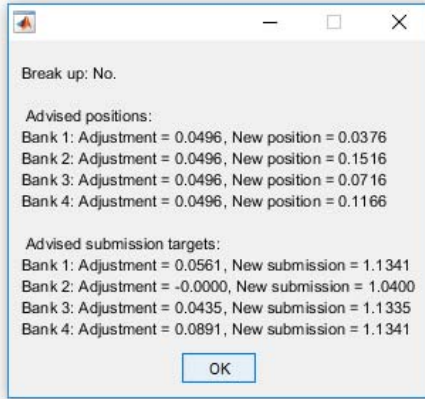 Break up: No.
Advised positions:
Bank 1: Adjustment = 0.0496, New position = 0.0376
Bank 2: Adjustment = 0.0496, New position = 0.1516
Bank 3: Adjustment = 0.0496, New position = 0.0716
Bank 4: Adjustment = 0.0496, New position = 0.1166
Advised submission targets:
Bank 1: Adjustment = 0.0561, New submission = 1.1341
Bank 2: Adjustment = -0.0000, New submission = 1.0400
Bank 3: Adjustment = 0.0435, New submission = 1.1335
Bank 4: Adjustment = 0.0891, New submission = 1.1341
OK